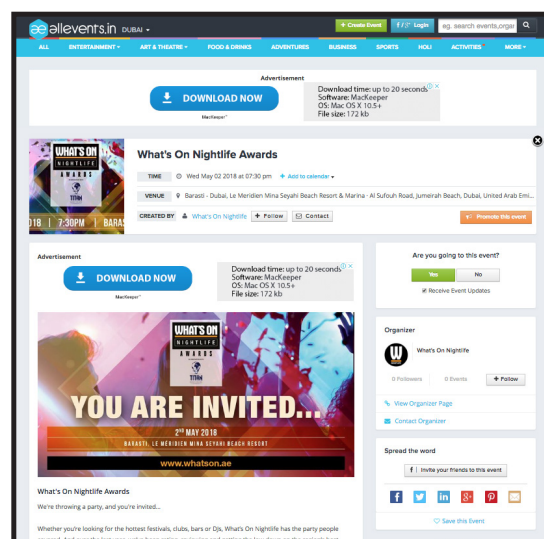 æ allevents.in DUBAI
+ Create Event
f / g+ Login
eg. search events,organ
ALL ENTERTAINMENT ART & THEATRE FOOD & DRINKS ADVENTURES BUSINESS SPORTS HOLI ACTIVITIES MORE
Advertisement
DOWNLOAD NOW
MacKeeper
Download time: up to 20 seconds
Software: MacKeeper
OS: Mac OS X 10.5+
File size: 172 kb
WHAT'S ON
NIGHTLIFE
AWARDS
TITAN
018 | 7:30PM | BARAS
What's On Nightlife Awards
TIME Wed May 02 2018 at 07:30 pm + Add to calendar
VENUE Barasti - Dubai, Le Meridien Mina Seyahi Beach Resort & Marina - Al Sufouh Road, Jumeirah Beach, Dubai, United Arab Emi...
CREATED BY What's On Nightlife + Follow Contact
Promote this event
Advertisement
DOWNLOAD NOW
MacKeeper
Download time: up to 20 seconds
Software: MacKeeper
OS: Mac OS X 10.5+
File size: 172 kb
WHAT'S ON
NIGHTLIFE
AWARDS
TITAN
YOU ARE INVITED...
2ND MAY 2018
BARASTI, LE MÉRIDIEN MINA SEYAHI BEACH RESORT
www.whatson.ae
What's On Nightlife Awards
We're throwing a party, and you're invited...
Whether you're looking for the hottest festivals, clubs, bars or Djs, What's On Nightlife has the party people
Are you going to this event?
Yes No
Receive Event Updates
Organizer
What's On Nightlife
0 Followers 0 Events + Follow
View Organizer Page
Contact Organizer
Spread the word
f | Invite your friends to this event
Save this Event